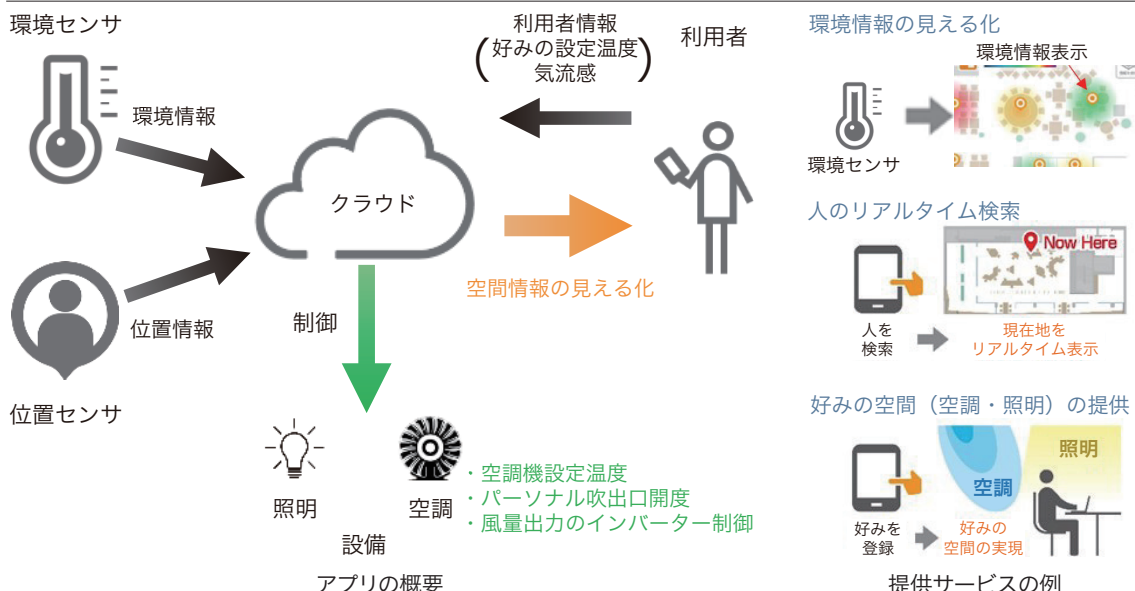 環境センサ
環境情報
位置情報
位置センサ
クラウド
利用者情報
(好みの設定温度
気流感)
利用者
空間情報の見える化
制御
照明
空調
・空調機設定温度
・パーソナル吹出口開度
・風量出力のインバーター制御
設備
アプリの概要
環境情報の見える化
環境情報表示
環境センサ
人のリアルタイム検索
Now Here
人を
検索
現在地を
リアルタイム表示
好みの空間（空調・照明）の提供
空調
照明
好みを
登録
好みの
空間の実現
提供サービスの例